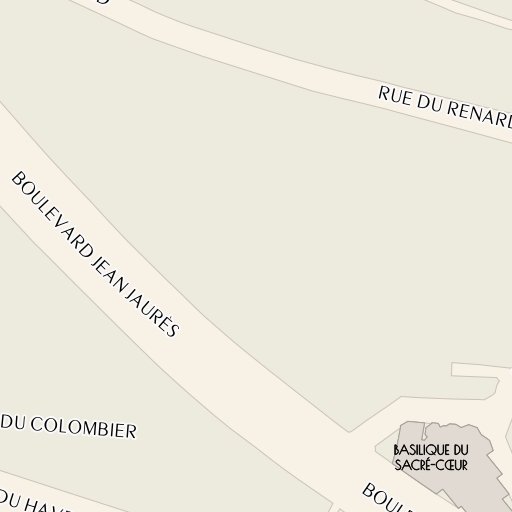 RUE DU RENARD
BOULEVARD JEAN JAURÈS
DU COLOMBIER
BASILIQUE DU
SACRÉ-CŒUR